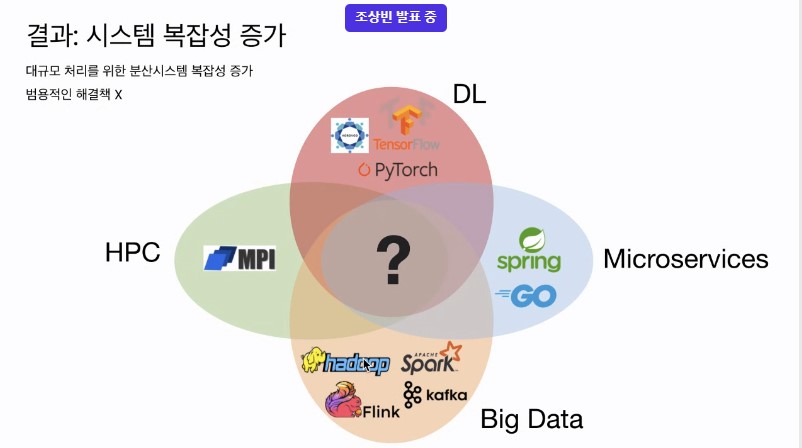 조상빈 발표 중
결과: 시스템 복잡성 증가
대규모 처리를 위한 분산시스템 복잡성 증가
범용적인 해결책 X
DL
HOROVOD
TensorFlow
PyTorch
HPC
MPI
?
spring
GO
Microservices
hadoop
APACHE
Spark
Flink
kafka
Big Data